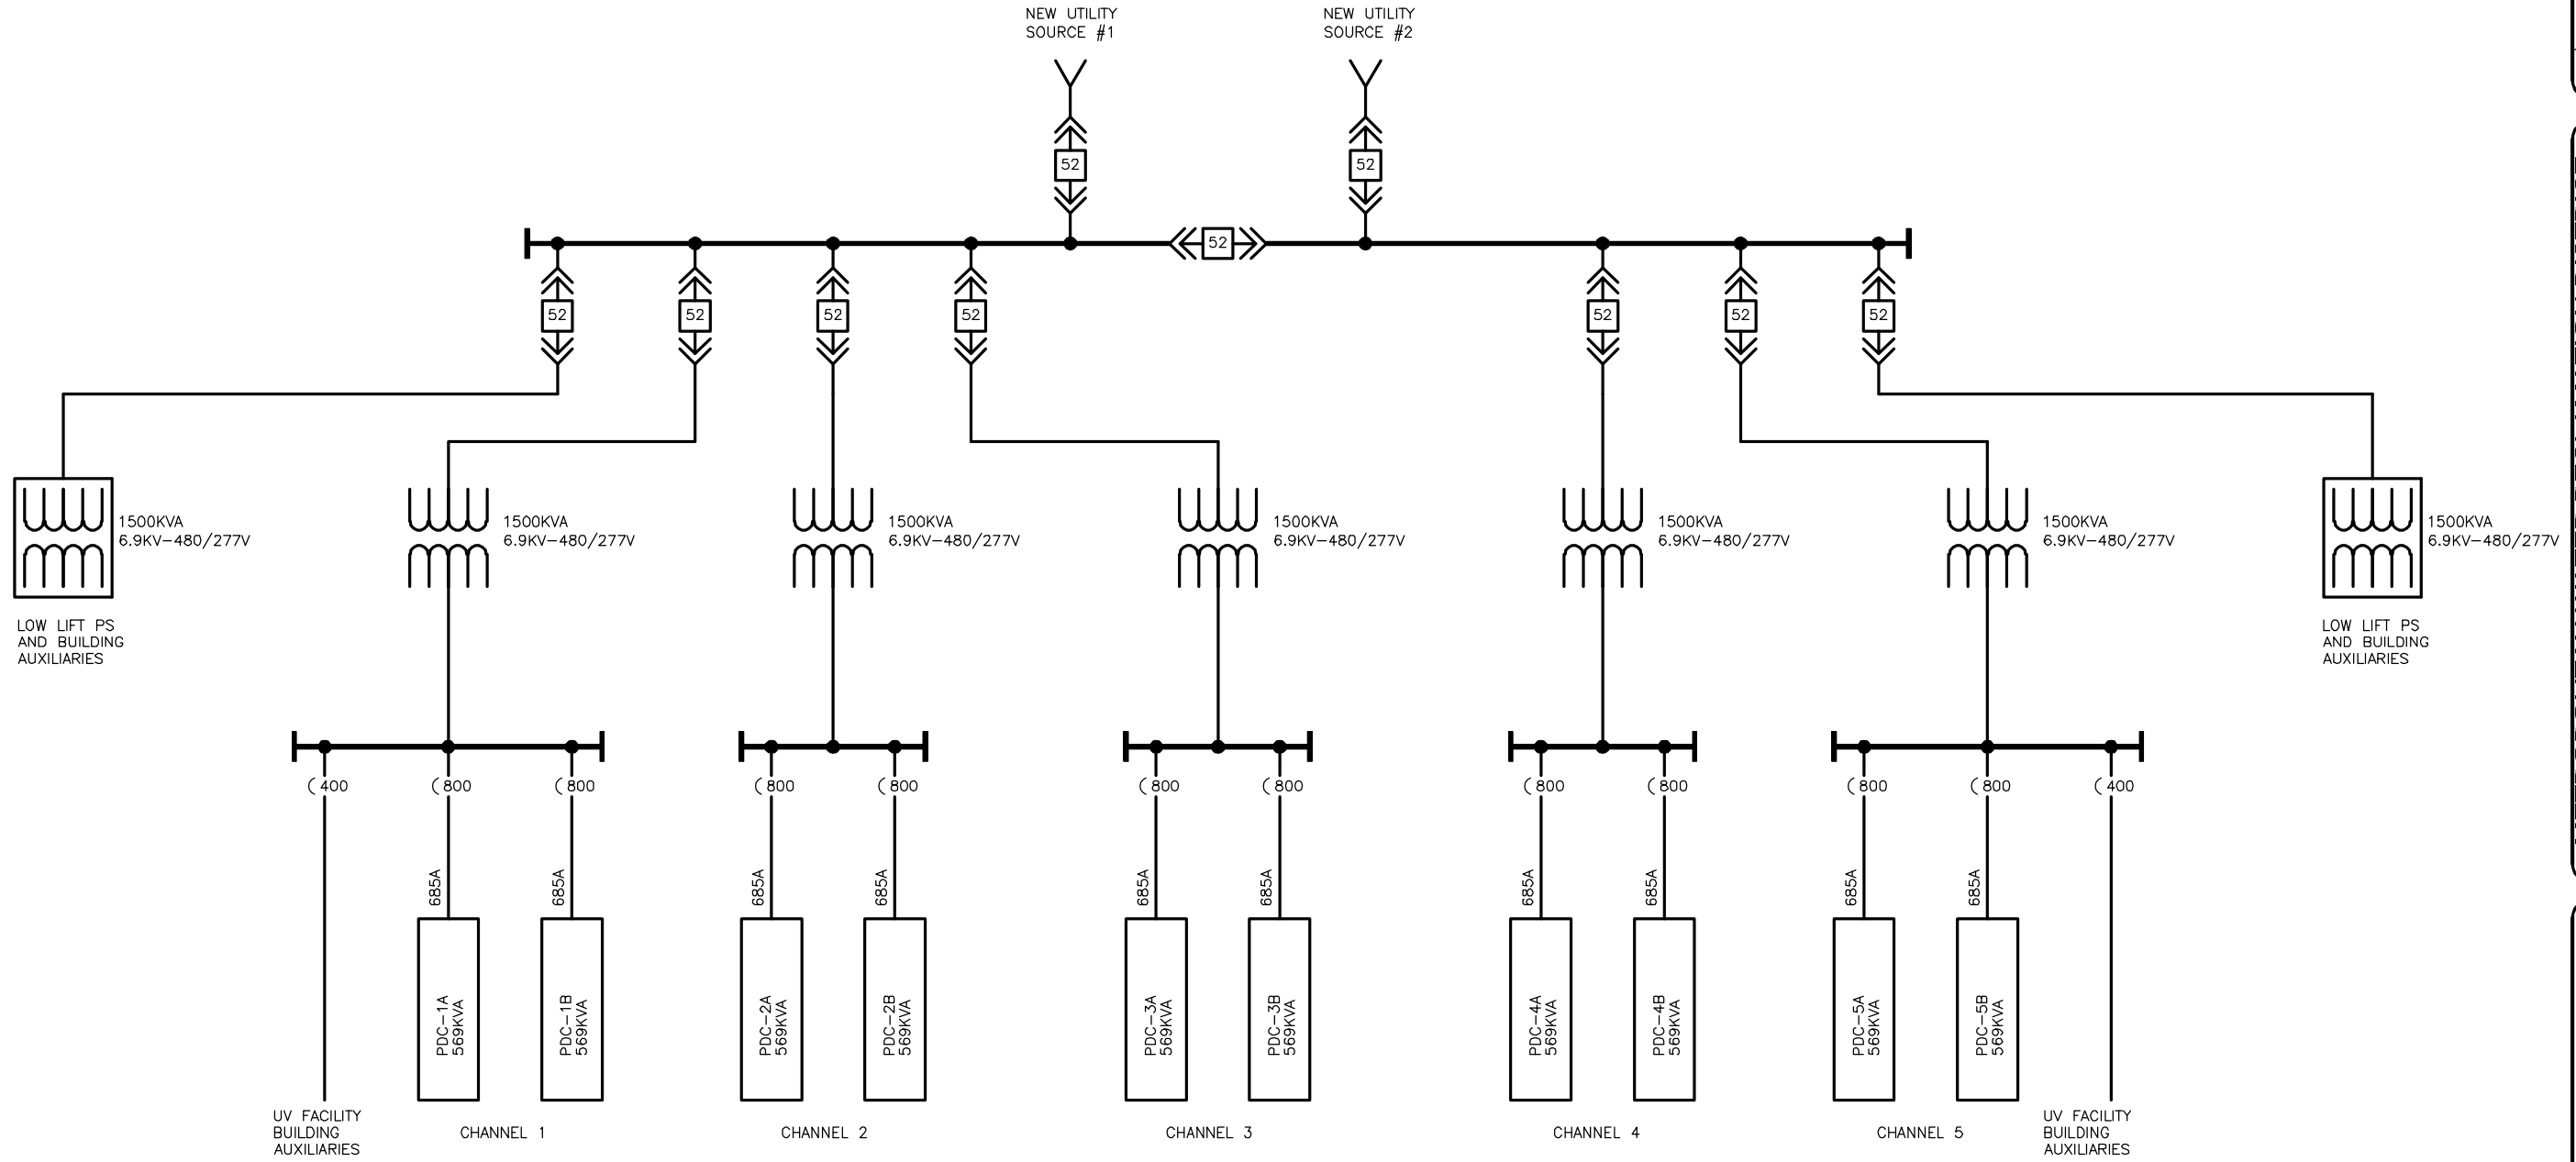 NEW UTILITY
SOURCE #1
NEW UTILITY
SOURCE #2
52
52
52
52
52
52
52
52
52
52
1500KVA
6.9KV-480/277V
1500KVA
6.9KV-480/277V
1500KVA
6.9KV-480/277V
1500KVA
6.9KV-480/277V
1500KVA
6.9KV-480/277V
1500KVA
6.9KV-480/277V
1500KVA
6.9KV-480/277V
LOW LIFT PS
AND BUILDING
AUXILIARIES
LOW LIFT PS
AND BUILDING
AUXILIARIES
400
800
800
800
800
800
800
800
800
800
800
400
685A
685A
685A
685A
685A
685A
685A
685A
685A
685A
PDC-1A
569KVA
PDC-1B
569KVA
PDC-2A
569KVA
PDC-2B
569KVA
PDC-3A
569KVA
PDC-3B
569KVA
PDC-4A
569KVA
PDC-4B
569KVA
PDC-5A
569KVA
PDC-5B
569KVA
UV FACILITY
BUILDING
AUXILIARIES
CHANNEL 1
CHANNEL 2
CHANNEL 3
CHANNEL 4
CHANNEL 5
UV FACILITY
BUILDING
AUXILIARIES